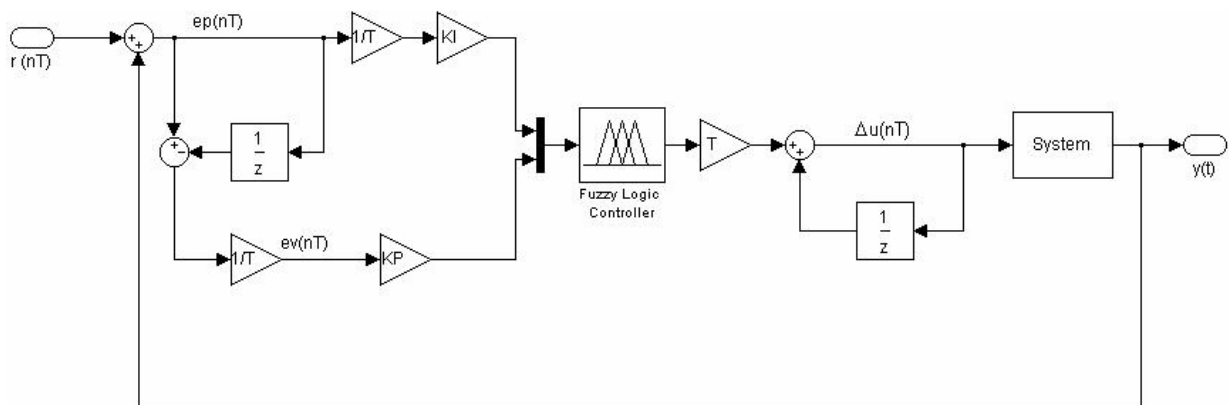 r (nT)
+
+
ep(nT)
1/T
KI
+
-
1
z
1/T
ev(nT)
KP
Fuzzy Logic
Controller
T
+
+
Δu(nT)
1
z
System
y(t)